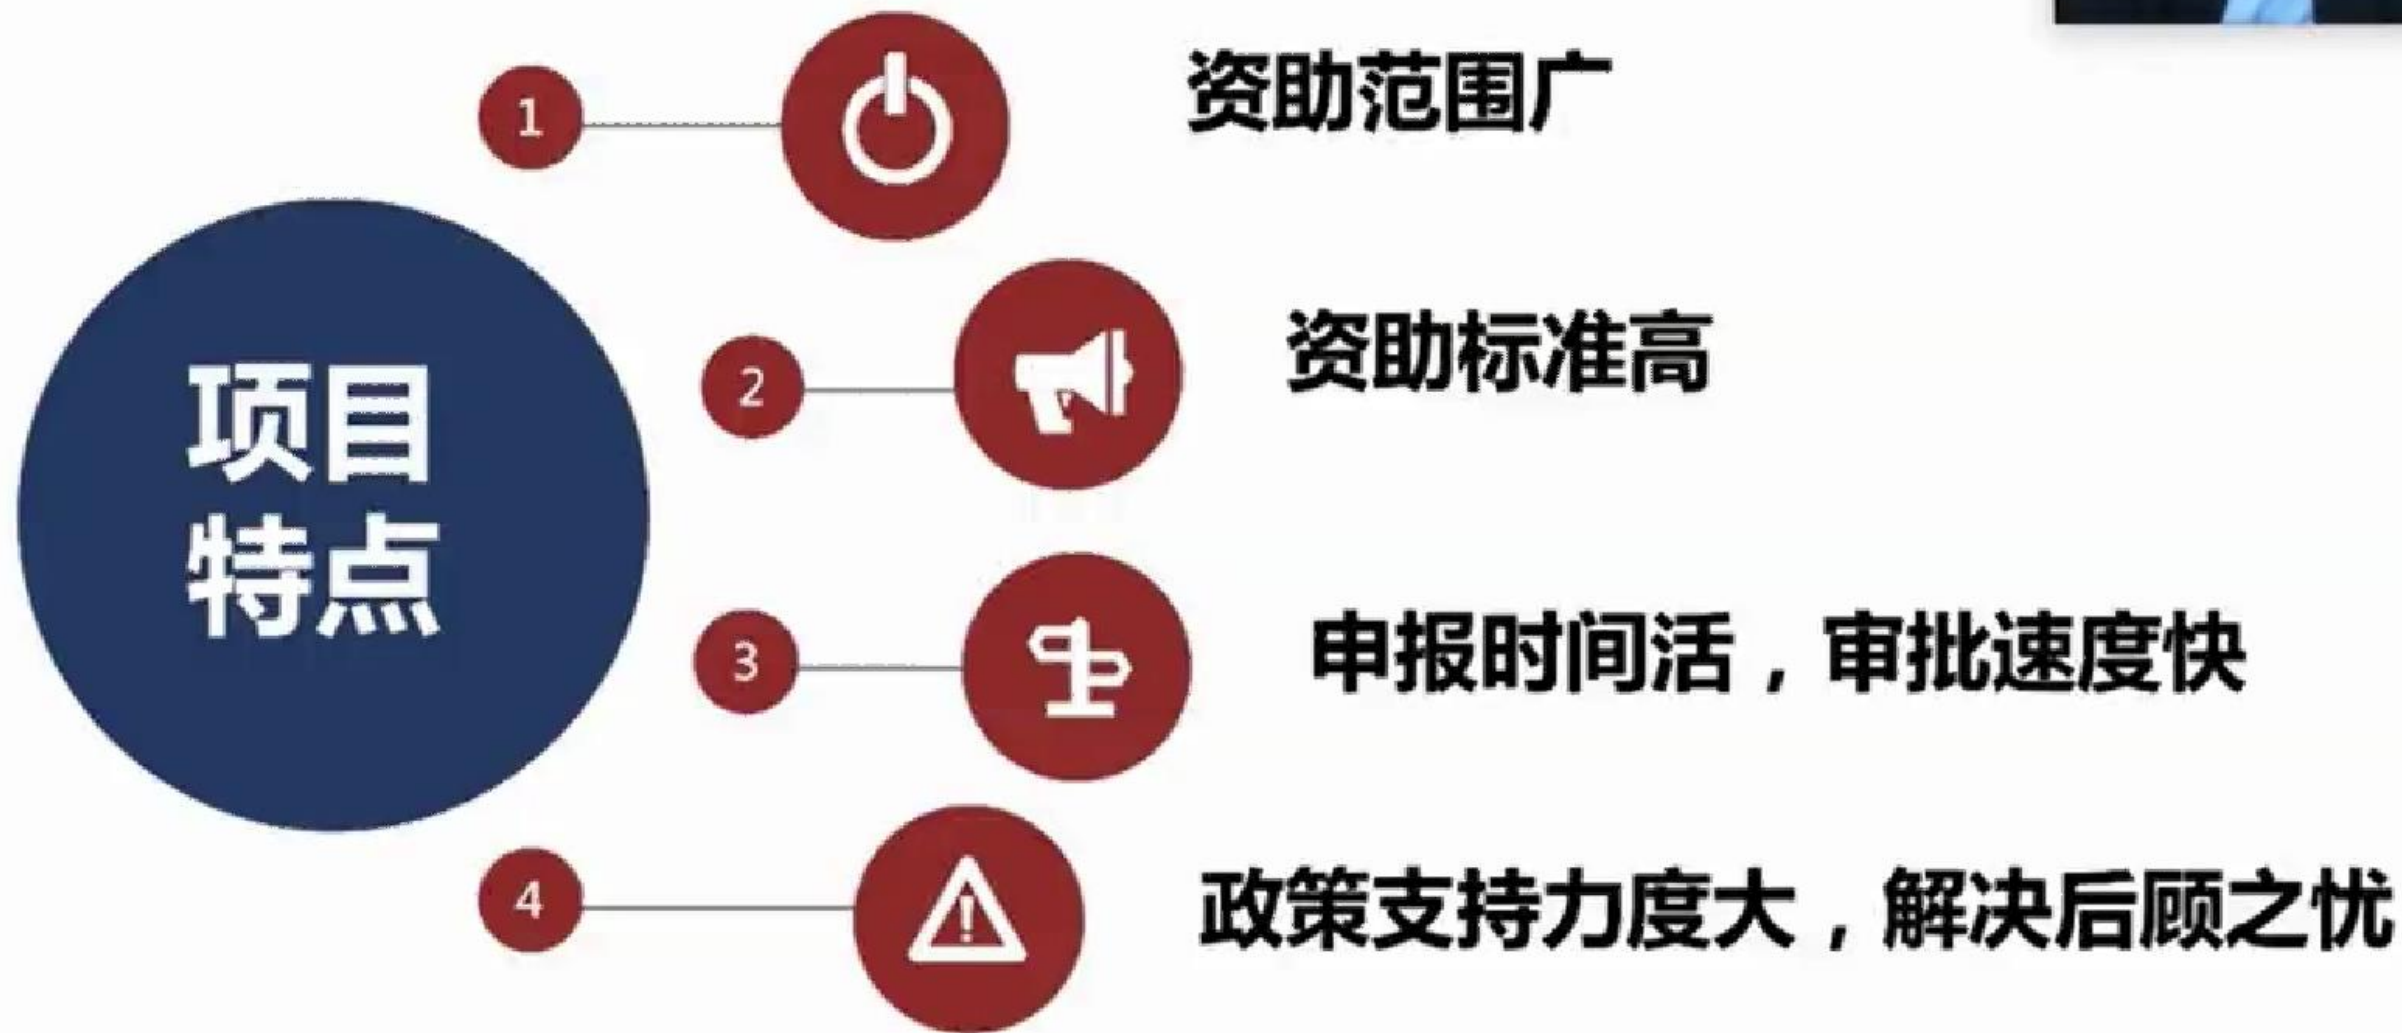 项目
特点
1
资助范围广
2
资助标准高
3
申报时间活，审批速度快
4
政策支持力度大，解决后顾之忧